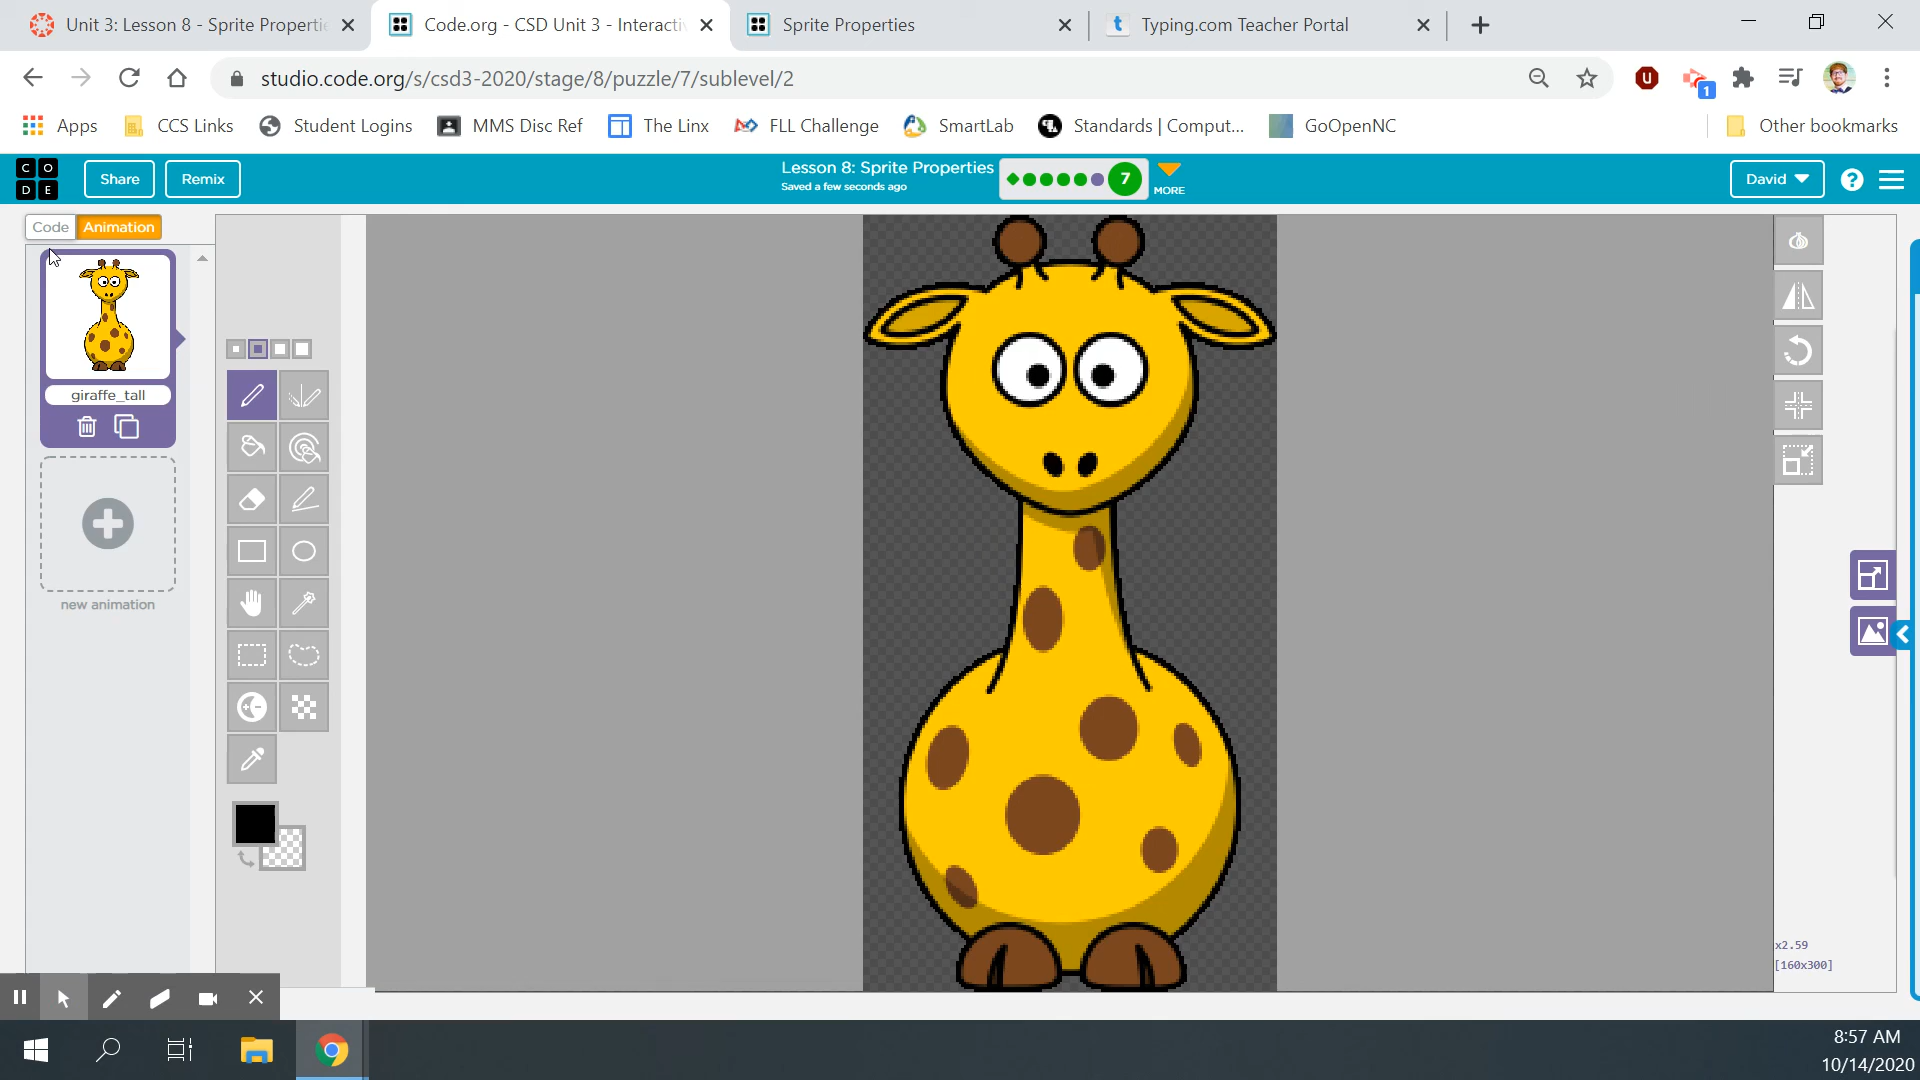 Unit 3: Lesson 8 - Sprite Properti
Code.org - CSD Unit 3 - Interactiv
Sprite Properties
t
Typing.com Teacher Portal
studio.code.org/s/csd3-2020/stage/8/puzzle/7/sublevel/2
U
1
Apps
CCS Links
Student Logins
MMS Disc Ref
The Linx
FLL Challenge
SmartLab
Standards | Comput...
GoOpenNC
Other bookmarks
C O
D E
Share
Remix
Lesson 8: Sprite Properties
Saved a few seconds ago
7
MORE
David
?
Code
Animation
giraffe_tall
new animation
x2.59
[160x300]
8:57 AM
10/14/2020